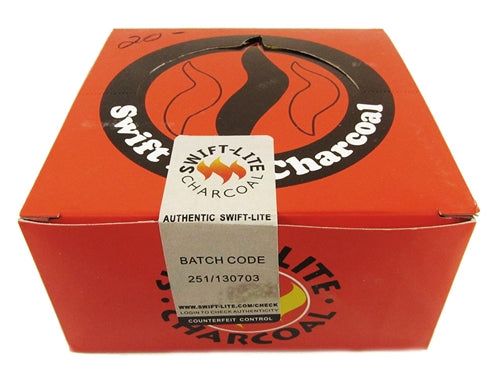 20-
Swift- Charcoal
SWIFT-LITE
CHARCOAL
AUTHENTIC SWIFT-LITE
BATCH CODE
251/130703
WWW.SWIFT-LITE.COM/CHECK
LOGIN TO CHECK AUTHENTICITY
COUNTERFEIT CONTROL
SWIFT-LITE
CHARCOAL